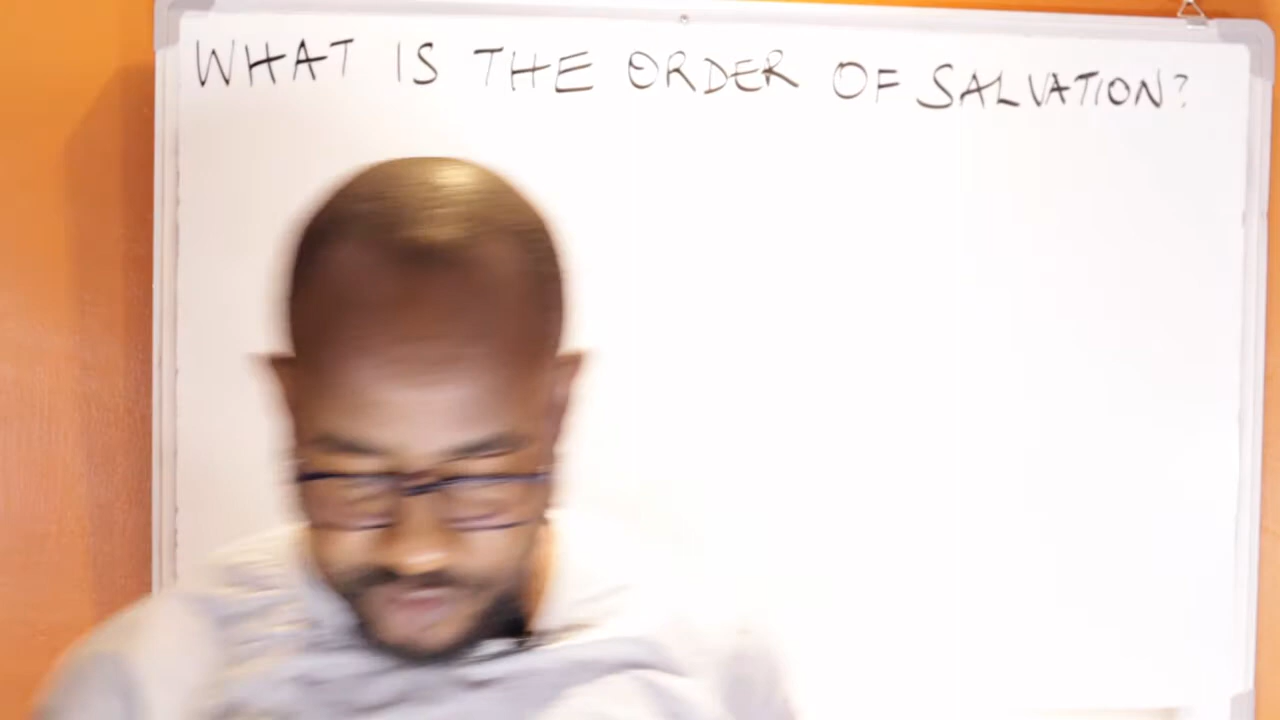 WHAT IS THE ORDER OF SALVATION?